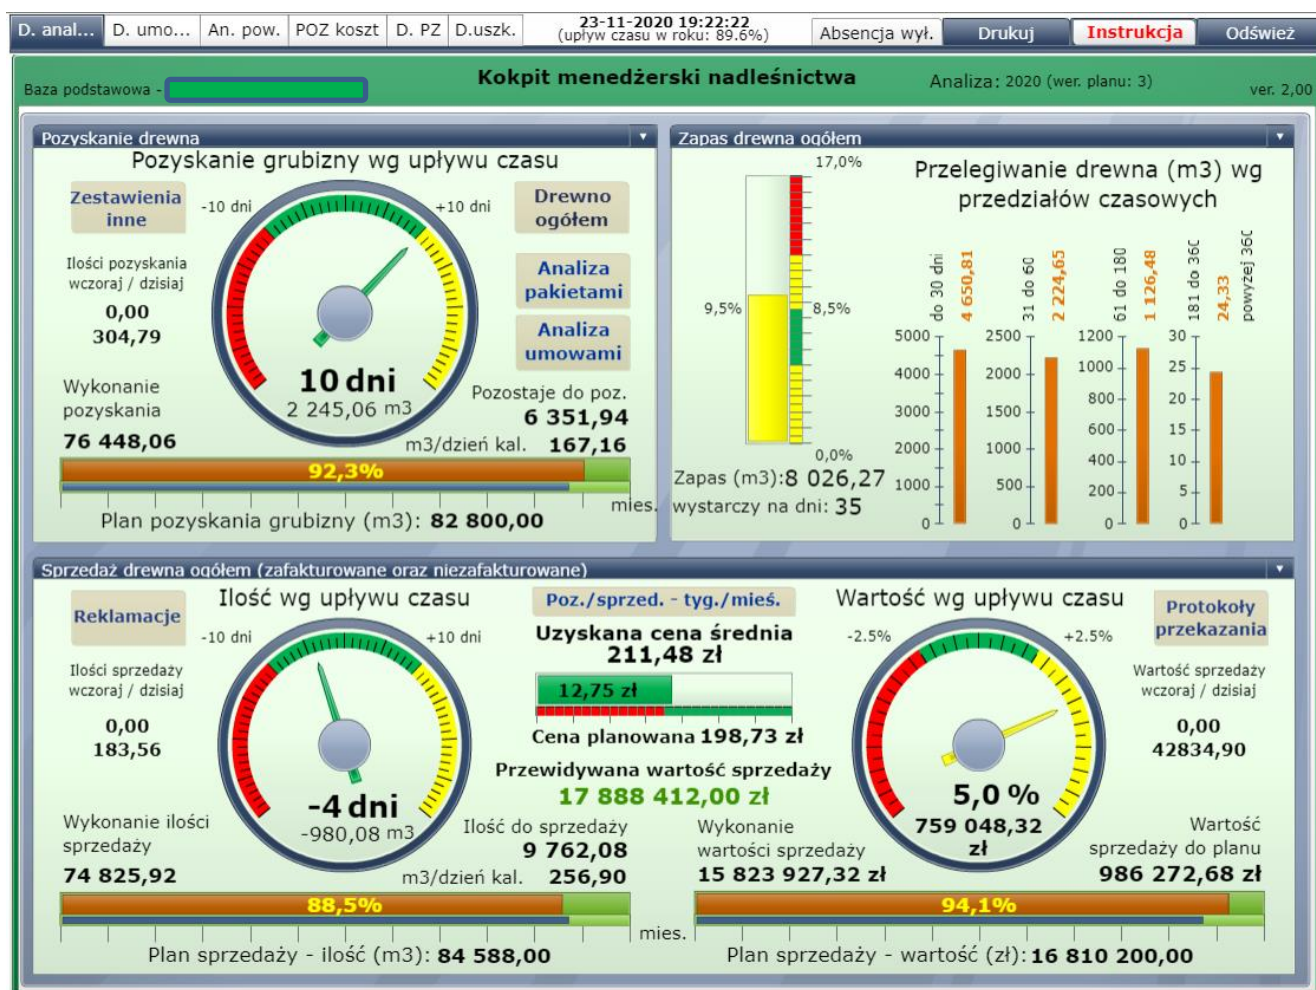 D. anal...
D. umo...
An. pow.
POZ koszt
D. PZ
D.uszk.
23-11-2020 19:22:22
(upływ czasu w roku: 89.6%)
Absencja wył.
Drukuj
Instrukcja
Odśwież
Baza podstawowa -
Kokpit menedżerski nadleśnictwa
Analiza: 2020 (wer. planu: 3)
ver. 2,00
Pozyskanie drewna
Pozyskanie grubizny wg upływu czasu
Zestawienia
inne
-10 dni
+10 dni
Drewno
ogółem
Ilości pozyskania
wczoraj / dzisiaj
0,00
304,79
Analiza
pakietami
Analiza
umowami
10 dni
2 245,06 m3
Wykonanie
pozyskania
76 448,06
Pozostaje do poz.
6 351,94
m3/dzień kal. 167,16
92,3%
mies.
Plan pozyskania grubizny (m3): 82 800,00
Zapas drewna ogółem
17,0%
9,5%
8,5%
0,0%
Zapas (m3):8 026,27
wystarczy na dni: 35
Przelegiwanie drewna (m3) wg
przedziałów czasowych
do 30 dni
4 650,81
31 do 60
2 224,65
61 do 180
1 126,48
181 do 360
24,33
powyżej 360
5000
4000
3000
2000
1000
0
2500
2000
1500
1000
500
0
1200
1000
800
600
400
200
0
30
25
20
15
10
5
0
Sprzedaż drewna ogółem (zafakturowane oraz niezafakturowane)
Reklamacje
Ilość wg upływu czasu
-10 dni
+10 dni
Ilości sprzedaży
wczoraj / dzisiaj
0,00
183,56
-4 dni
-980,08 m3
Wykonanie ilości
sprzedaży
74 825,92
Ilość do sprzedaży
9 762,08
m3/dzień kal. 256,90
88,5%
mies.
Plan sprzedaży - ilość (m3): 84 588,00
Poz./sprzed. - tyg./mieś.
Uzyskana cena średnia
211,48 zł
12,75 zł
Cena planowana 198,73 zł
Przewidywana wartość sprzedaży
17 888 412,00 zł
Wartość wg upływu czasu
-2.5%
+2.5%
Protokoły
przekazania
Wartość sprzedaży
wczoraj / dzisiaj
0,00
42834,90
5,0 %
759 048,32
zł
Wykonanie
wartości sprzedaży
15 823 927,32 zł
Wartość
sprzedaży do planu
986 272,68 zł
94,1%
Plan sprzedaży - wartość (zł): 16 810 200,00